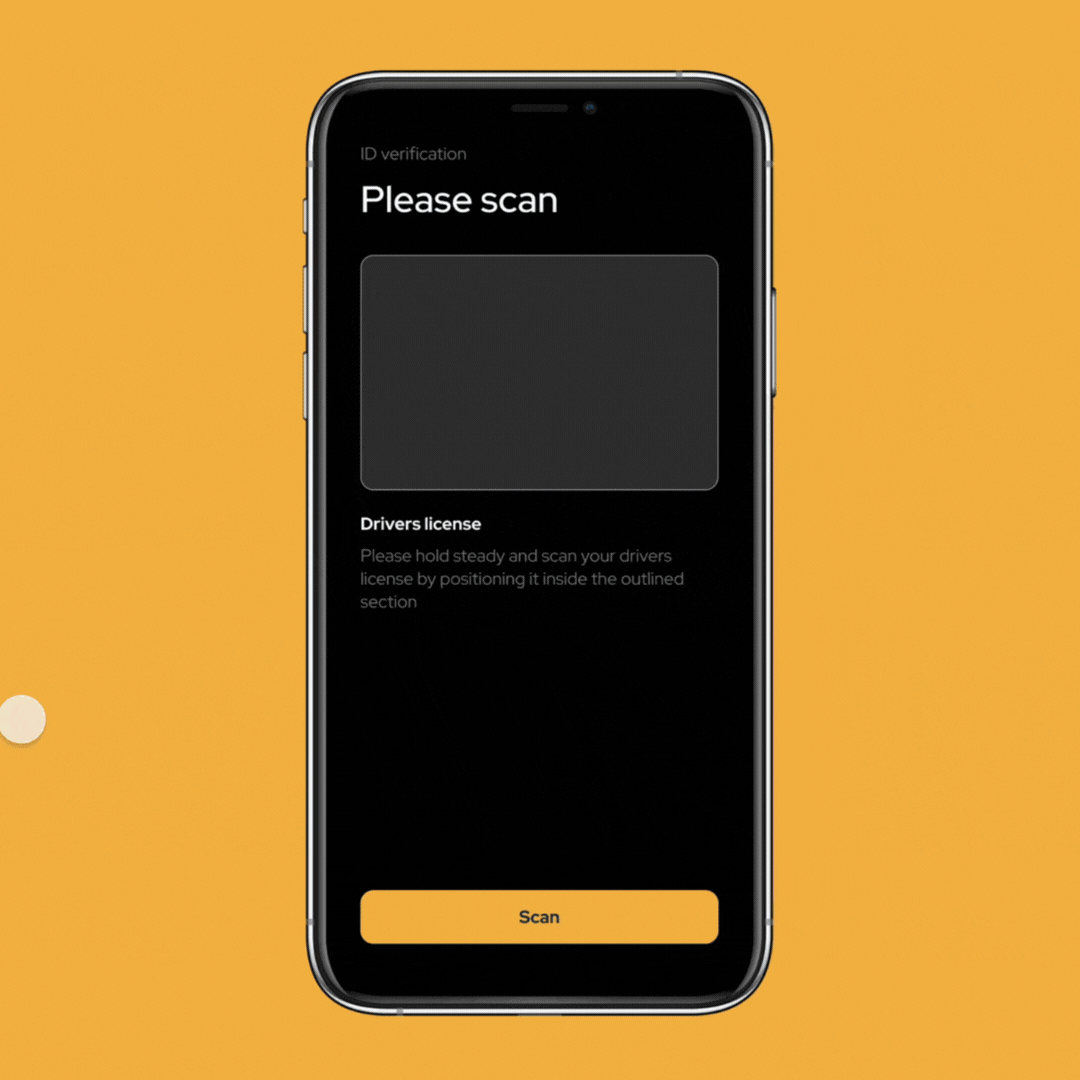 ID verification
Please scan
Drivers license
Please hold steady and scan your drivers
license by positioning it inside the outlined
section
Scan